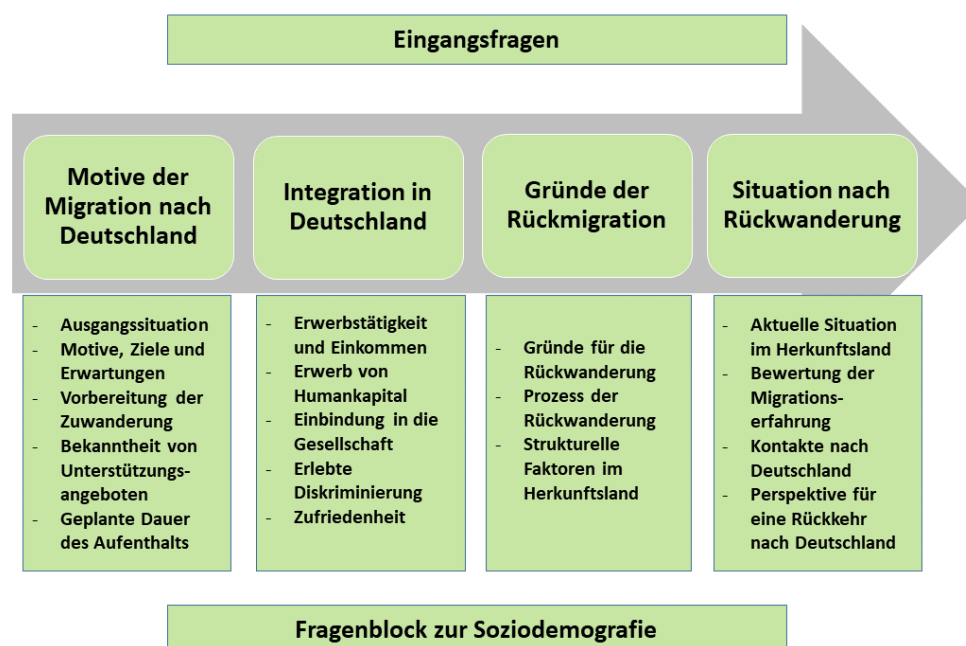 Eingangsfragen
Motive der
Migration nach
Deutschland
Integration in
Deutschland
Gründe der
Rückmigration
Situation nach
Rückwanderung
- Ausgangssituation
- Motive, Ziele und
Erwartungen
- Vorbereitung der
Zuwanderung
- Bekanntheit von
Unterstützungs-
angeboten
- Geplante Dauer
des Aufenthalts
- Erwerbstätigkeit
und Einkommen
- Erwerb von
Humankapital
- Einbindung in die
Gesellschaft
- Erlebte
Diskriminierung
- Zufriedenheit
- Gründe für die
Rückwanderung
- Prozess der
Rückwanderung
- Strukturelle
Faktoren im
Herkunftsland
- Aktuelle Situation
im Herkunftsland
- Bewertung der
Migrations-
erfahrung
- Kontakte nach
Deutschland
- Perspektive für
eine Rückkehr
nach Deutschland
Fragenblock zur Soziodemografie